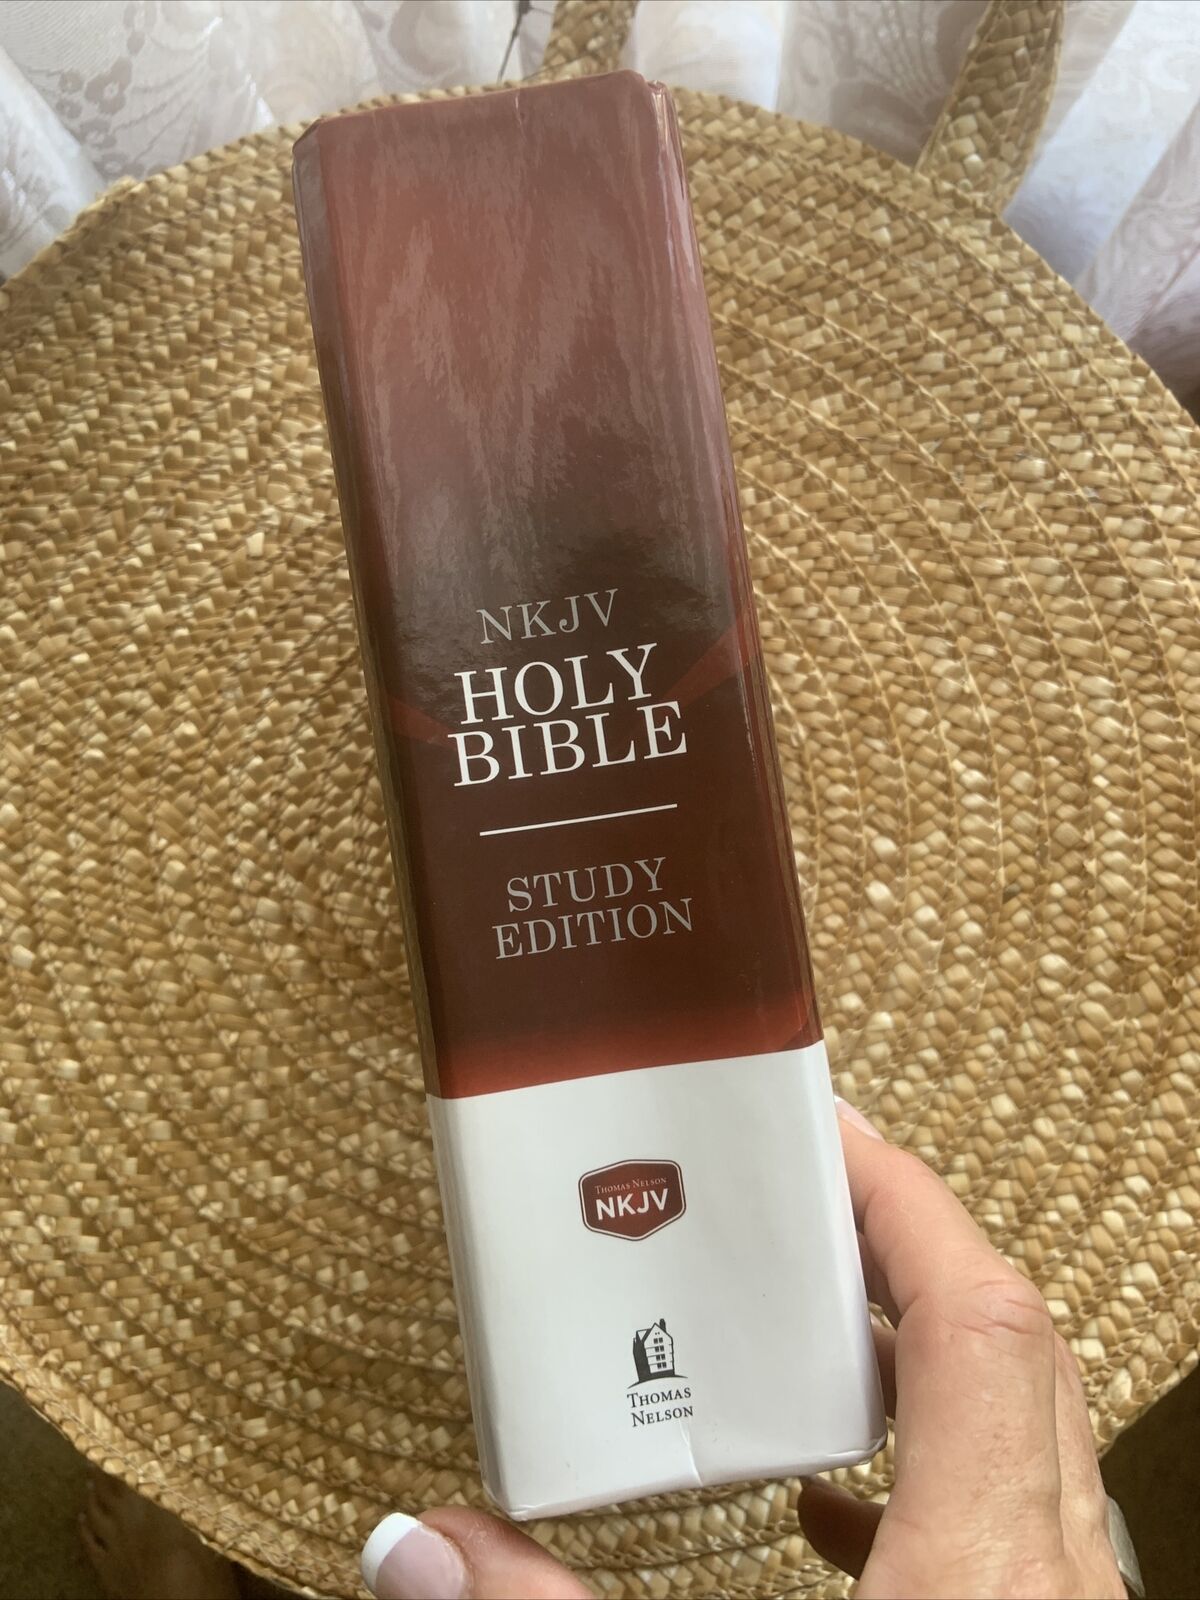 NKJV
HOLY
BIBLE
STUDY
EDITION
THOMAS NELSON
NKJV
THOMAS
NELSON